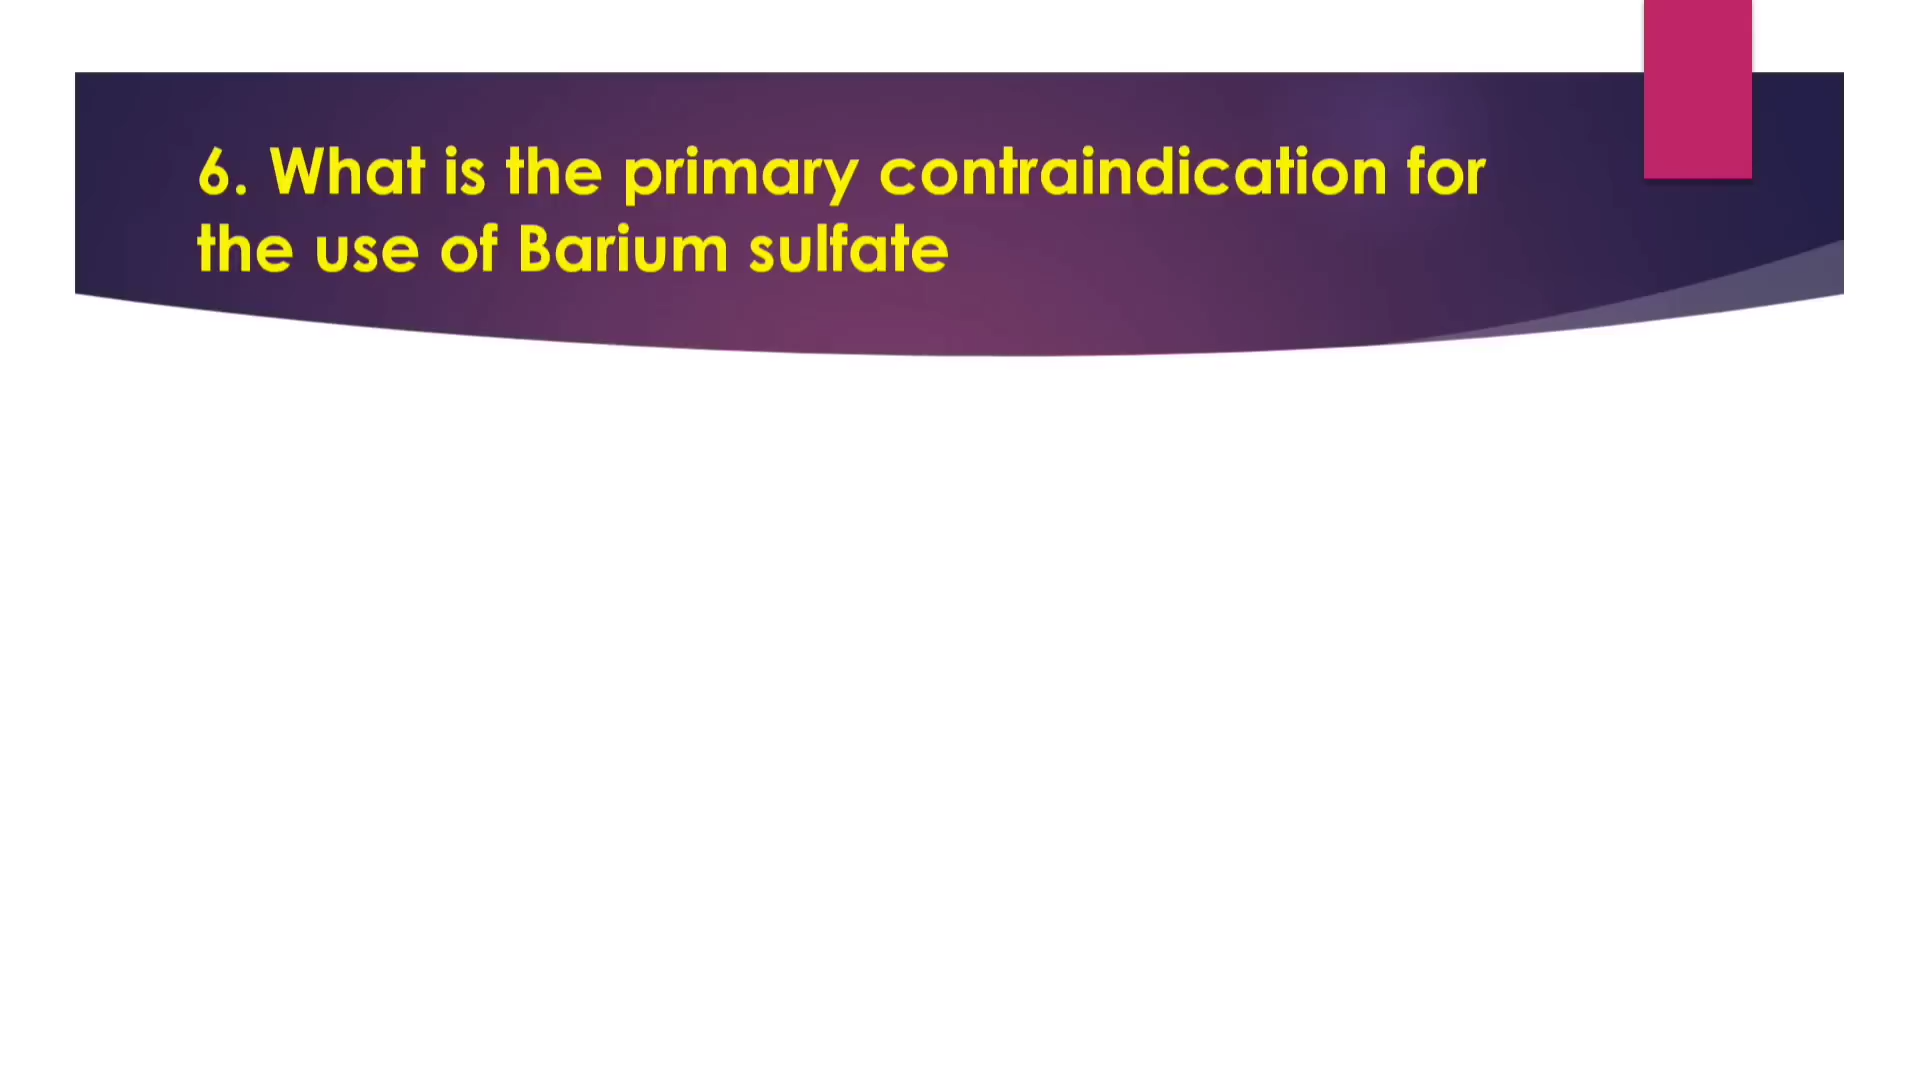 6. What is the primary contraindication for
the use of Barium sulfate